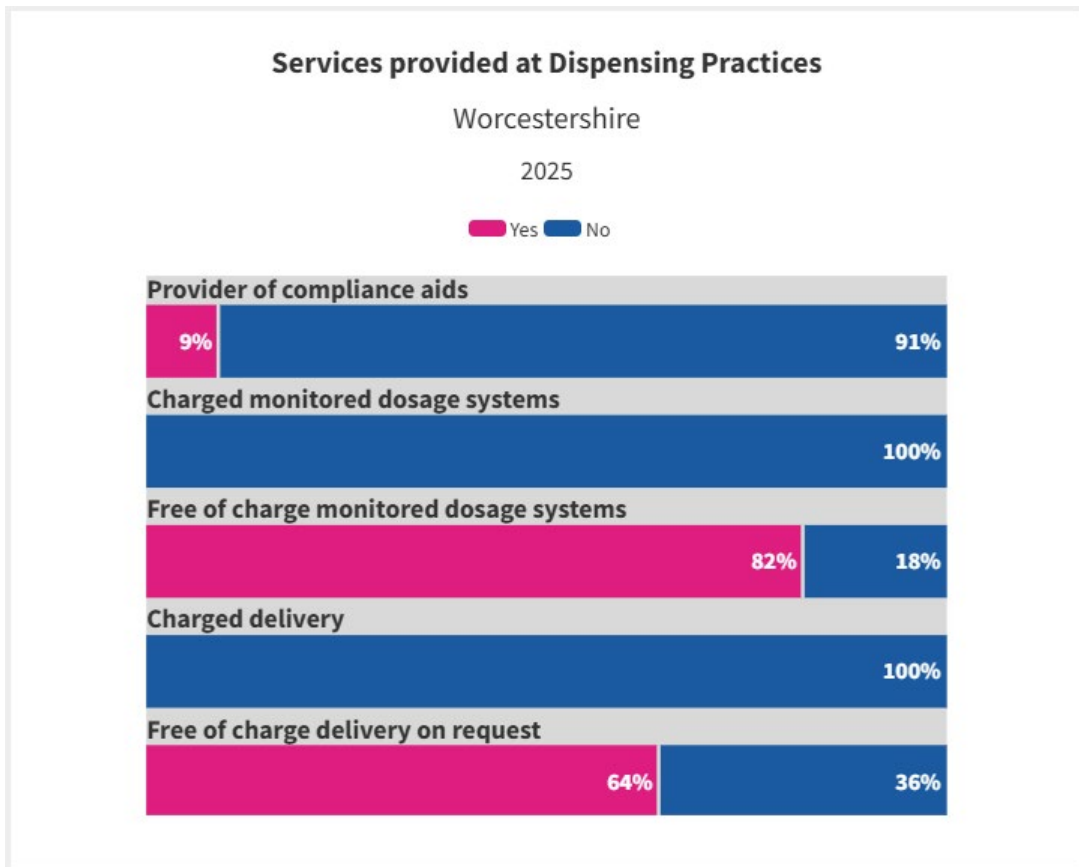 Services provided at Dispensing Practices
Worcestershire
2025
Yes No
Provider of compliance aids
9% 91%
Charged monitored dosage systems
100%
Free of charge monitored dosage systems
82% 18%
Charged delivery
100%
Free of charge delivery on request
64% 36%